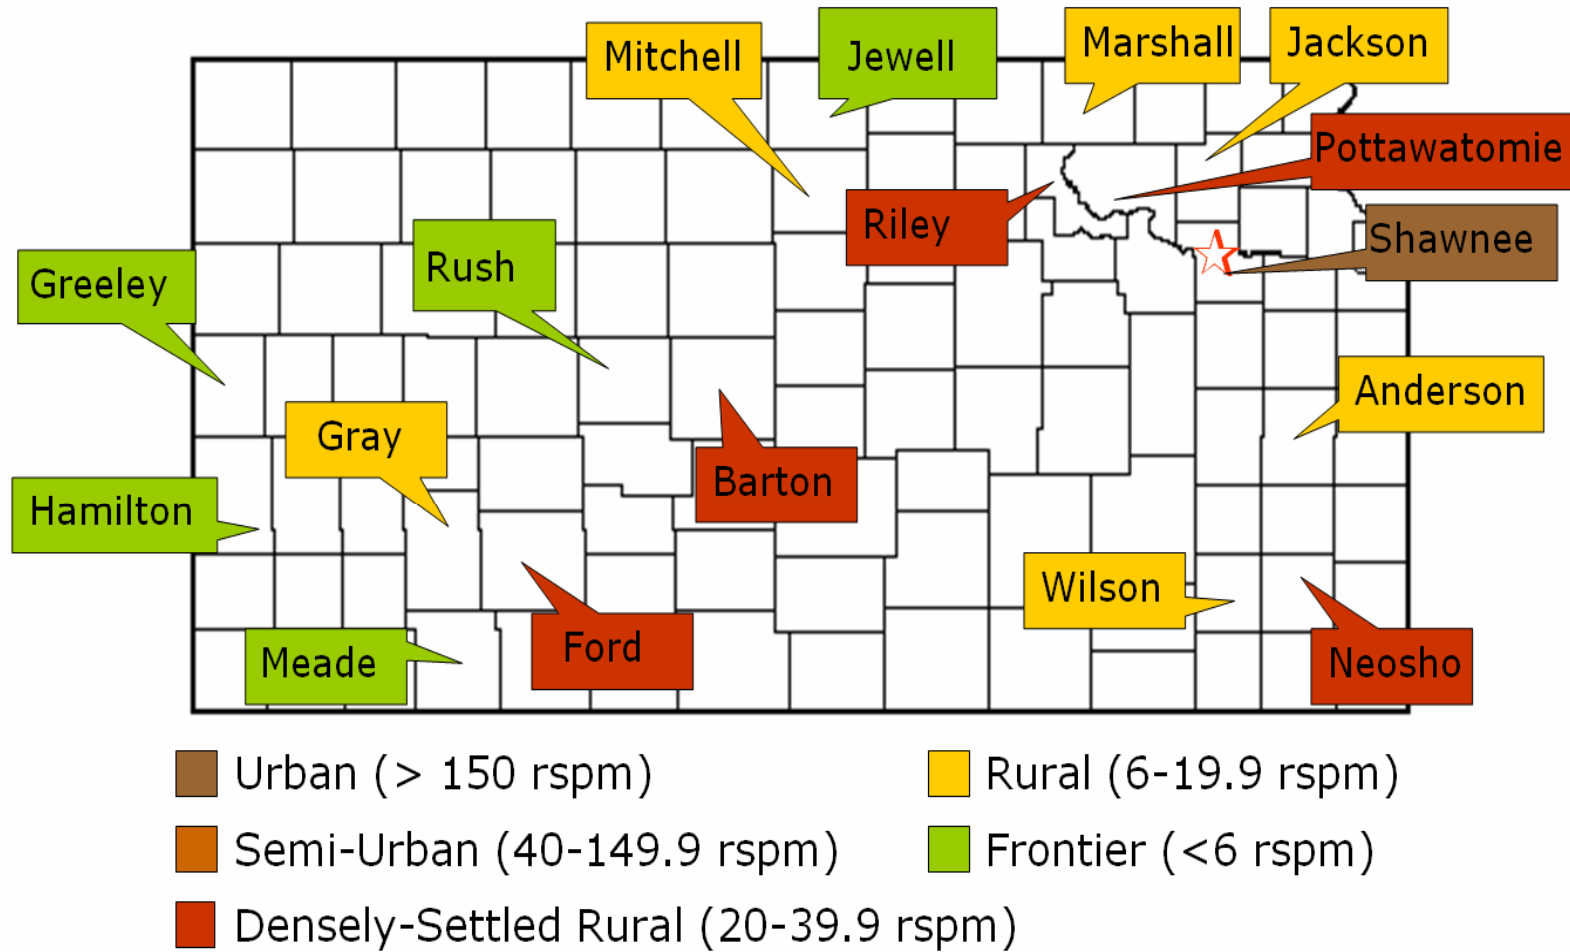 Mitchell
Jewell
Marshall
Jackson
Pottawatomie
Riley
Shawnee
Rush
Greeley
Anderson
Gray
Barton
Hamilton
Wilson
Ford
Meade
Neosho
Urban (> 150 rspm)
Semi-Urban (40-149.9 rspm)
Densely-Settled Rural (20-39.9 rspm)
Rural (6-19.9 rspm)
Frontier (<6 rspm)